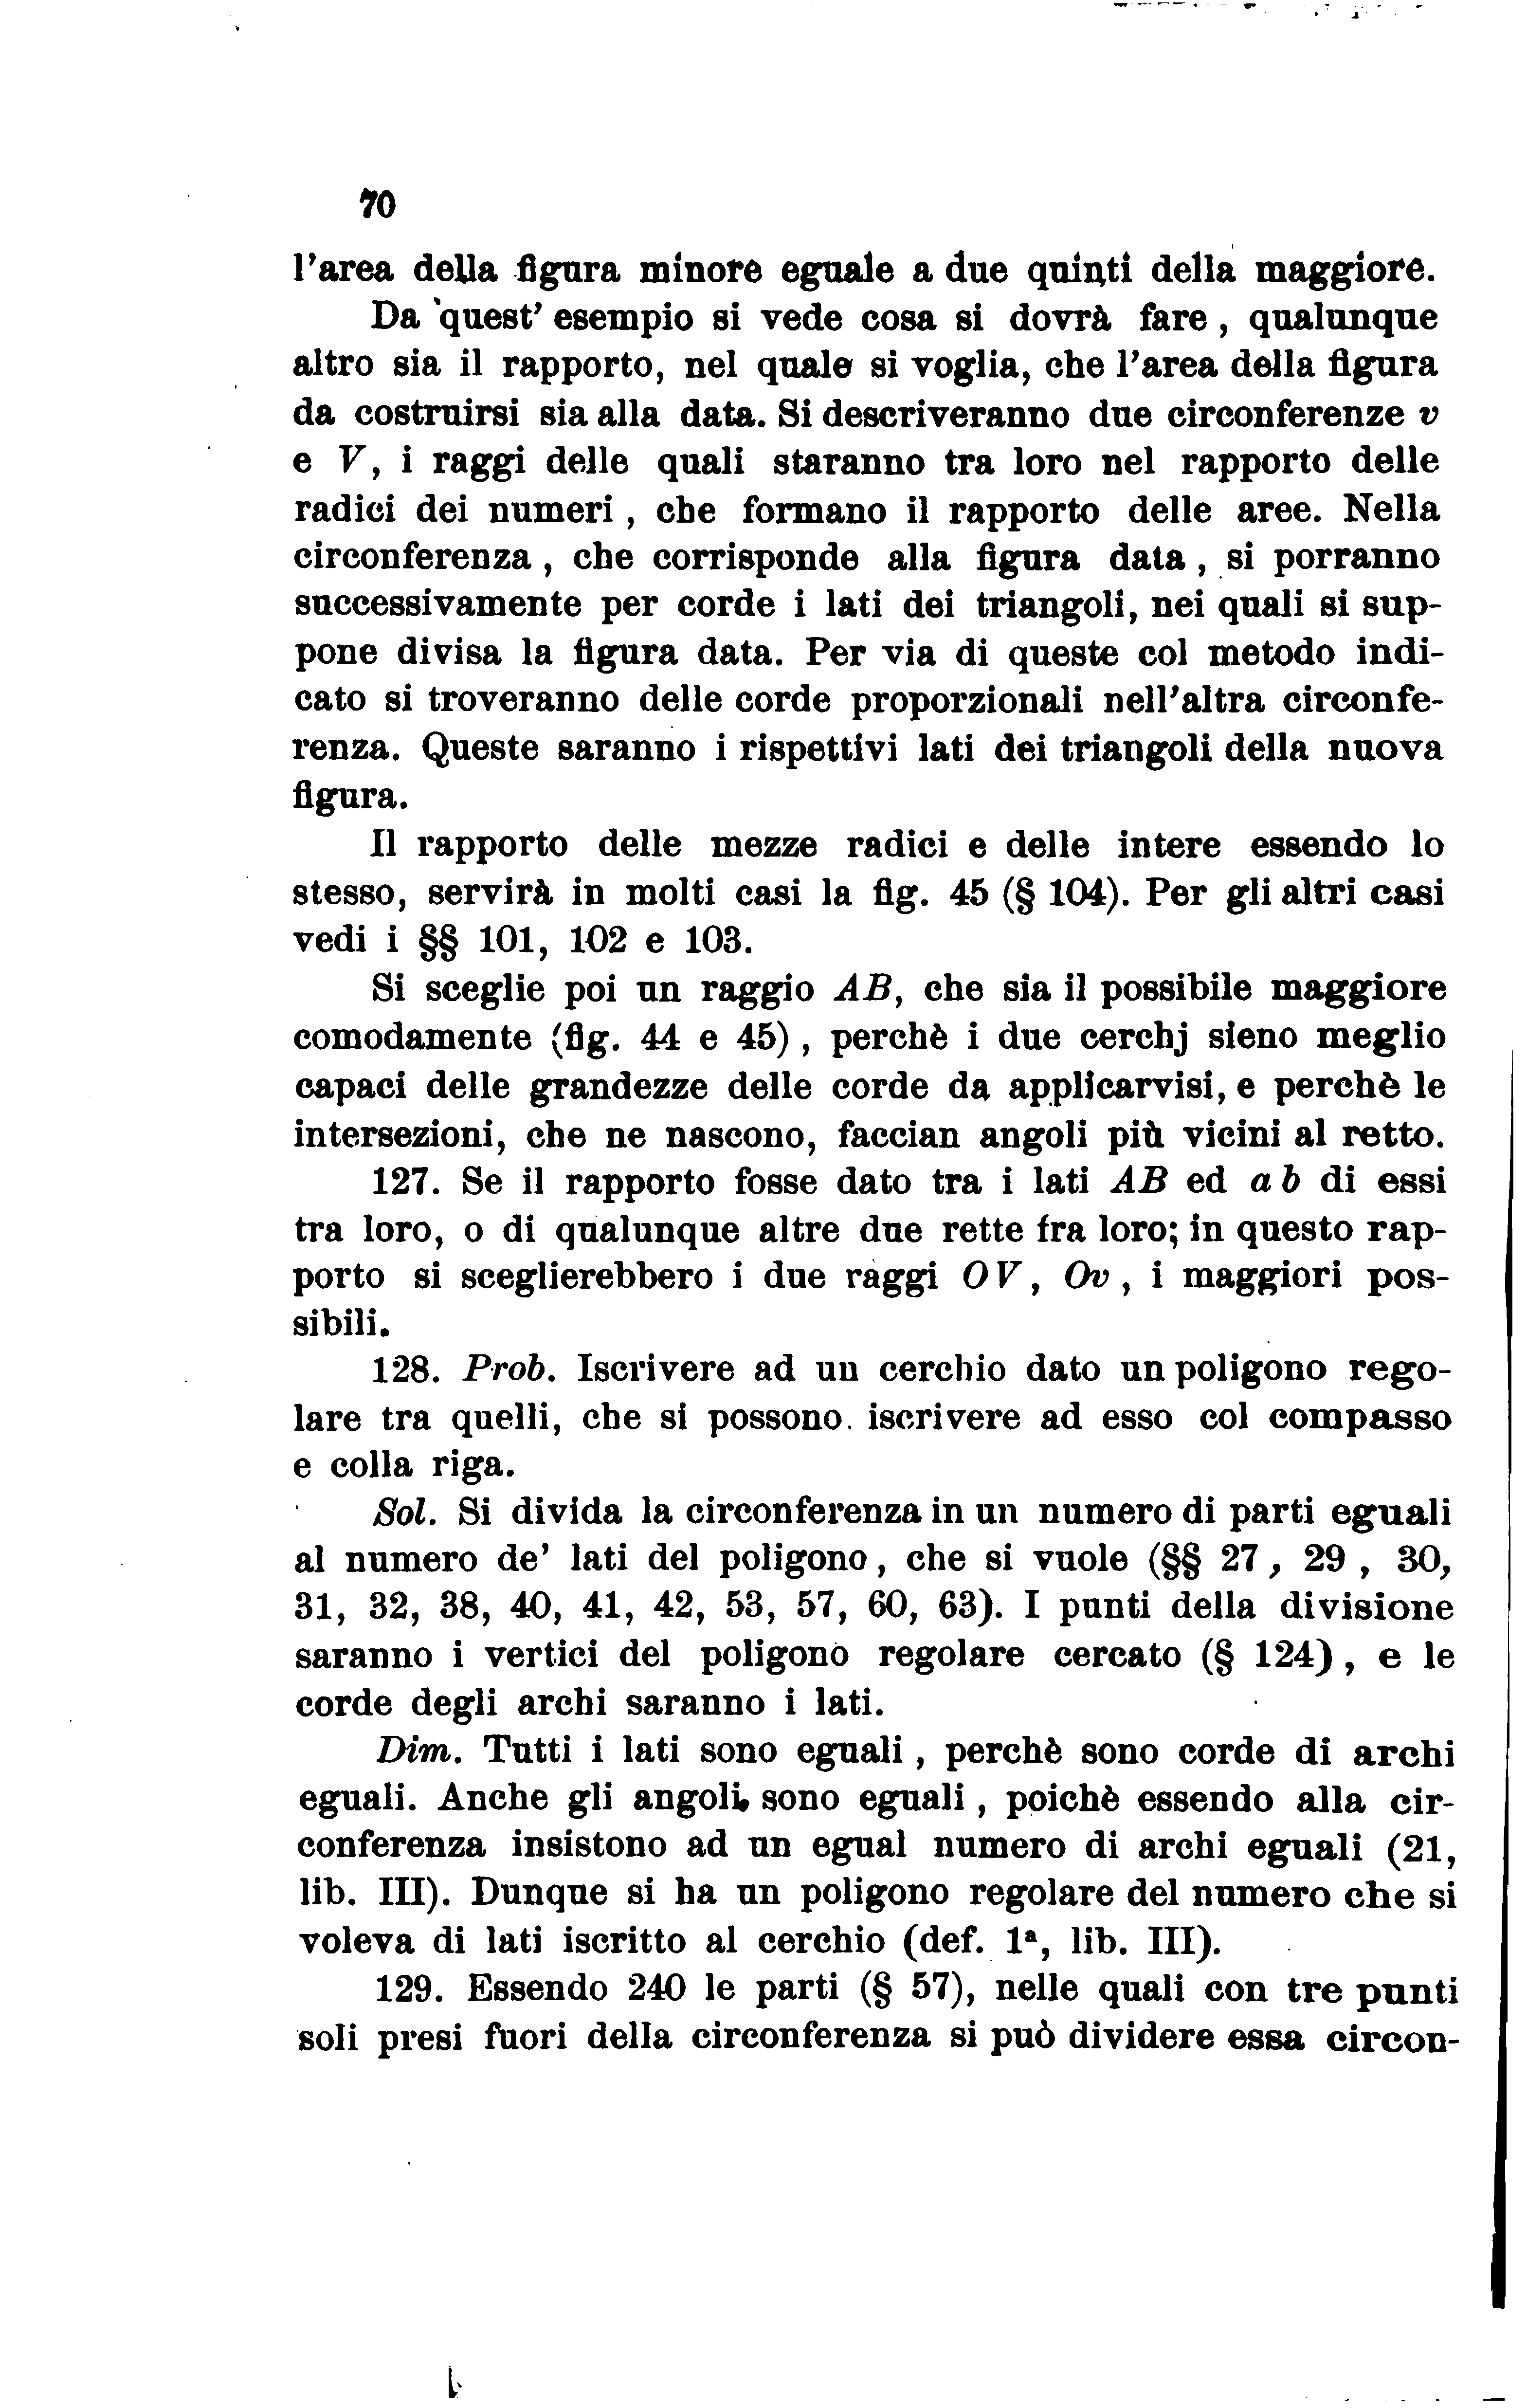 70
l'area della figura minore eguale a due quinti della maggiore.
Da quest' esempio si vede cosa si dovrà fare, qualunque
altro sia il rapporto, nel quale si voglia, che l'area della figura
da costruirsi sia alla data. Si descriveranno due circonferenze v
e V, i raggi delle quali staranno tra loro nel rapporto delle
radici dei numeri, che formano il rapporto delle aree. Nella
circonferenza, che corrisponde alla figura data, si porranno
successivamente per corde i lati dei triangoli, nei quali si sup-
pone divisa la figura data. Per via di queste col metodo indi-
cato si troveranno delle corde proporzionali nell'altra circonfe-
renza. Queste saranno i rispettivi lati dei triangoli della nuova
figura.
Il rapporto delle mezze radici e delle intere essendo lo
stesso, servirà in molti casi la fig. 45 (§ 104). Per gli altri casi
vedi i §§ 101, 102 e 103.
Si sceglie poi un raggio AB, che sia il possibile maggiore
comodamente (fig. 44 e 45), perchè i due cerchj sieno meglio
capaci delle grandezze delle corde da applicarvisi, e perchè le
intersezioni, che ne nascono, faccian angoli più vicini al retto.
127. Se il rapporto fosse dato tra i lati AB ed ab di essi
tra loro, o di qualunque altre due rette fra loro; in questo rap-
porto si sceglierebbero i due raggi OV, Ov, i maggiori pos-
sibili.
128. Prob. Iscrivere ad un cerchio dato un poligono rego-
lare tra quelli, che si possono iscrivere ad esso col compasso
e colla riga.
Sol. Si divida la circonferenza in un numero di parti eguali
al numero de' lati del poligono, che si vuole (§§ 27, 29, 30,
31, 32, 38, 40, 41, 42, 53, 57, 60, 63). I punti della divisione
saranno i vertici del poligono regolare cercato (§ 124), e le
corde degli archi saranno i lati.
Dim. Tutti i lati sono eguali, perchè sono corde di archi
eguali. Anche gli angoli sono eguali, poichè essendo alla cir-
conferenza insistono ad un egual numero di archi eguali (21,
lib. III). Dunque si ha un poligono regolare del numero che si
voleva di lati iscritto al cerchio (def. 1ª, lib. III).
129. Essendo 240 le parti (§ 57), nelle quali con tre punti
soli presi fuori della circonferenza si può dividere essa circon-